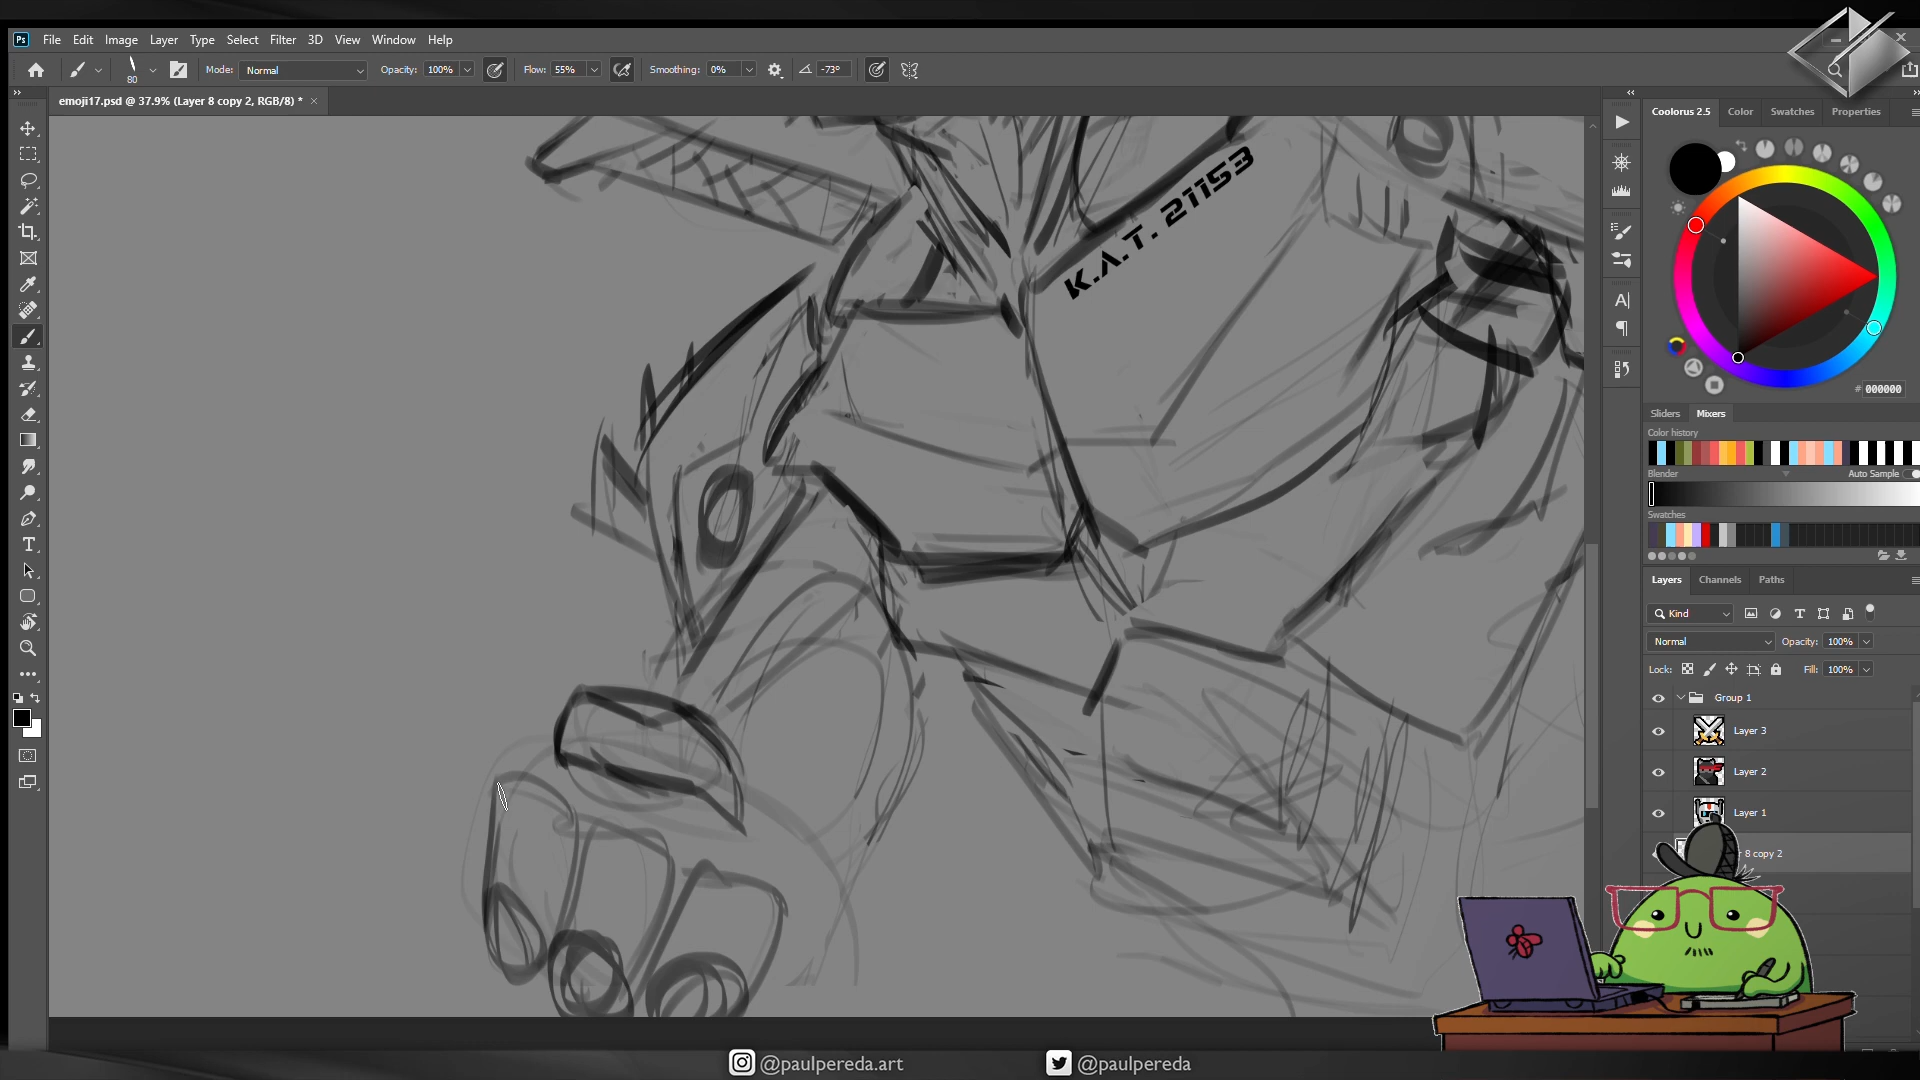 Ps File Edit Image Layer Type Select Filter 3D View Window Help
80 Mode: Normal Opacity: 100% Flow: 55% Smoothing: 0% -73°
emoji17.psd @ 37.9% (Layer 8 copy 2, RGB/8) * ×
Coolorus 2.5 Color Swatches Properties
K.A.T. 21153
# 000000
Sliders Mixers
Color history
Blender Auto Sample
Swatches
Layers Channels Paths
Kind
Normal Opacity: 100%
Lock: Fill: 100%
Group 1
Layer 3
Layer 2
Layer 1
8 copy 2
@paulpereda.art @paulpereda